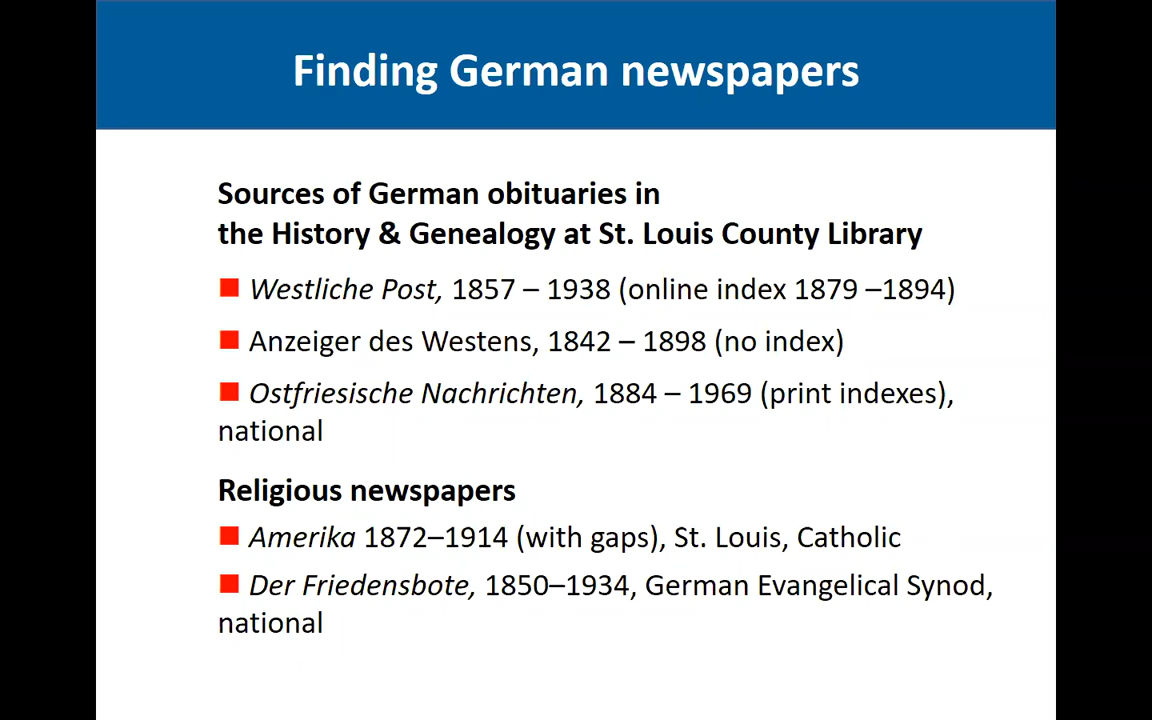 Finding German newspapers
Sources of German obituaries in
the History & Genealogy at St. Louis County Library
Westliche Post, 1857 – 1938 (online index 1879 –1894)
Anzeiger des Westens, 1842 – 1898 (no index)
Ostfriesische Nachrichten, 1884 – 1969 (print indexes),
national
Religious newspapers
Amerika 1872–1914 (with gaps), St. Louis, Catholic
Der Friedensbote, 1850–1934, German Evangelical Synod,
national